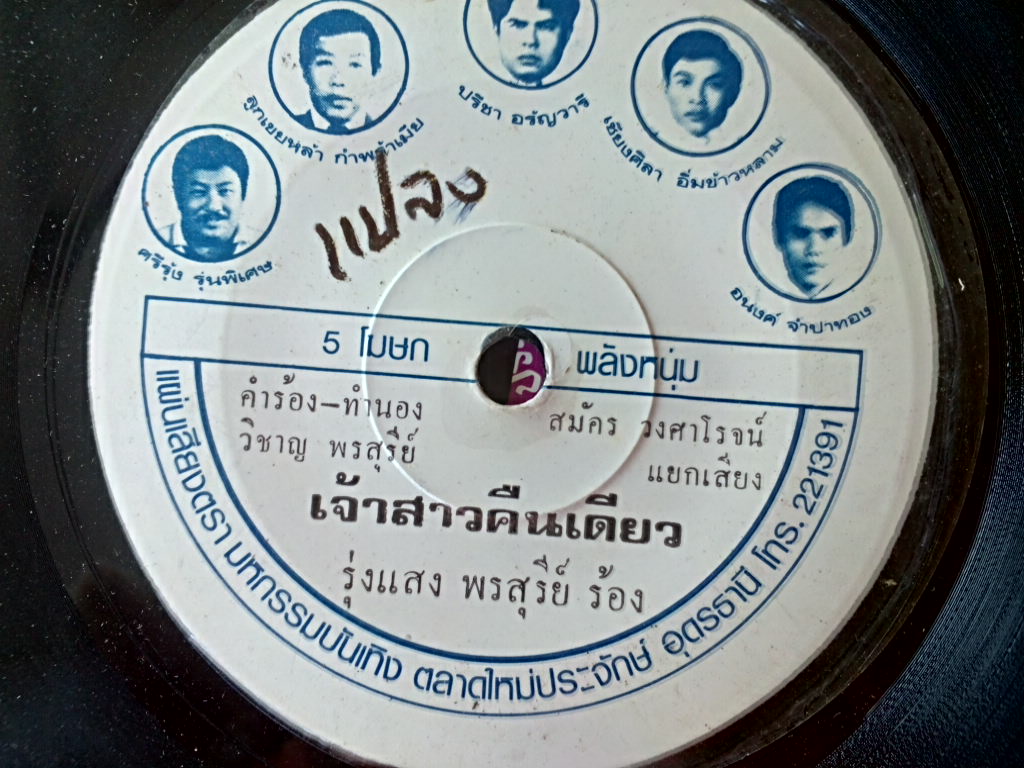 ศรีรุ้ง รุ่นพิเศษ
ลูกเขยหล้า กำพร้าเมีย
ปรีชา อรัญวารี
เชียงศิลา อิ่มข้าวหลาม
อนงค์ จำปาทอง
แปลง
5 โฆษก พลังหนุ่ม
คำร้อง-ทำนอง
วิชาญ พรสุรีย์
สมัคร วงศาโรจน์
แยกเสียง
เจ้าสาวคืนเดียว
รุ่งแสง พรสุรีย์ ร้อง
แผ่นเสียงตรา มหกรรมบันเทิง ตลาดใหม่ประจักษ์ อุดรธานี โทร. 221391